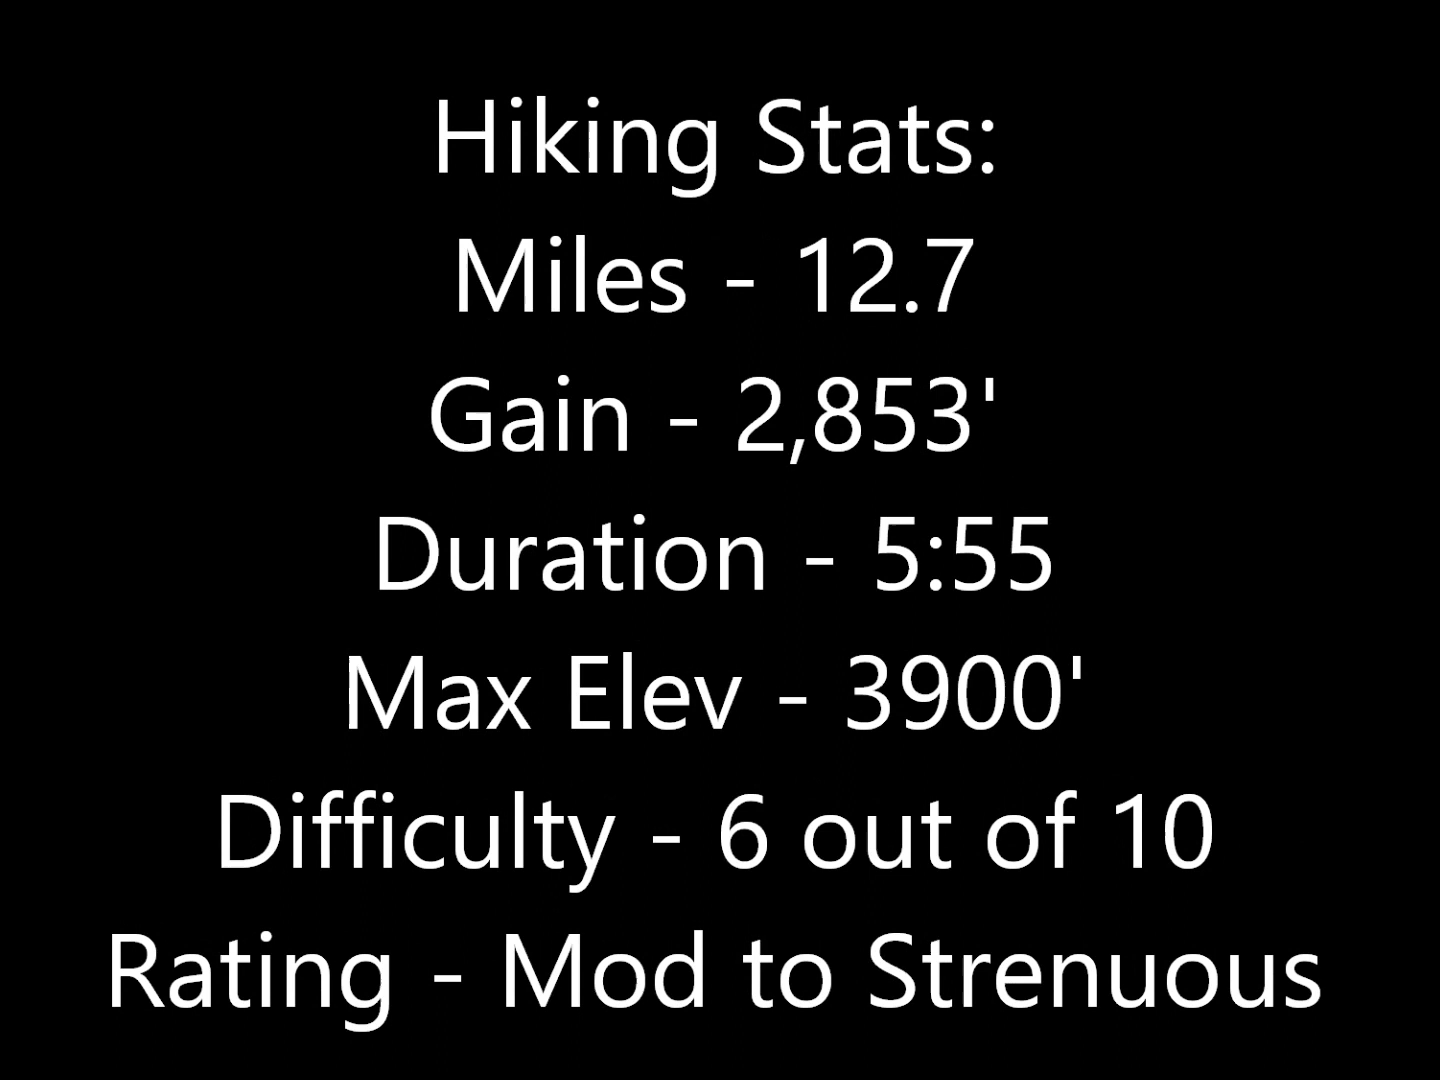 Hiking Stats:
Miles - 12.7
Gain - 2,853'
Duration - 5:55
Max Elev - 3900'
Difficulty - 6 out of 10
Rating - Mod to Strenuous